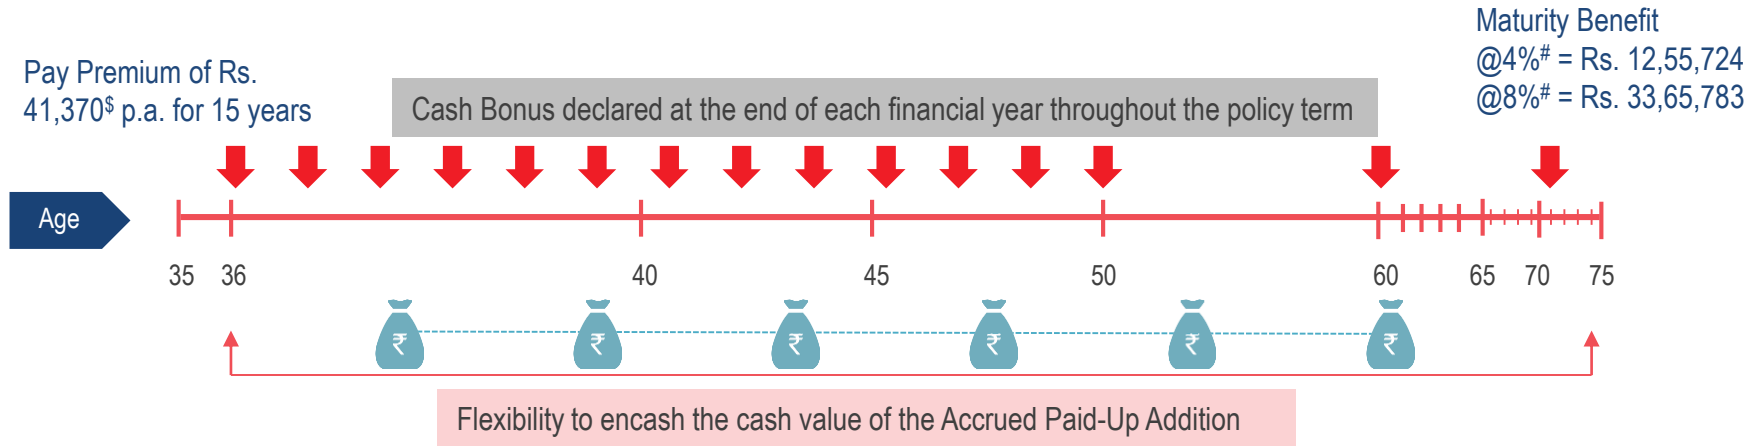 Maturity Benefit
@4%# = Rs. 12,55,724
@8%# = Rs. 33,65,783
Pay Premium of Rs.
41,370$ p.a. for 15 years
Cash Bonus declared at the end of each financial year throughout the policy term
Age
35 36 40 45 50 60 65 70 75
₹ ₹ ₹ ₹ ₹ ₹
Flexibility to encash the cash value of the Accrued Paid-Up Addition